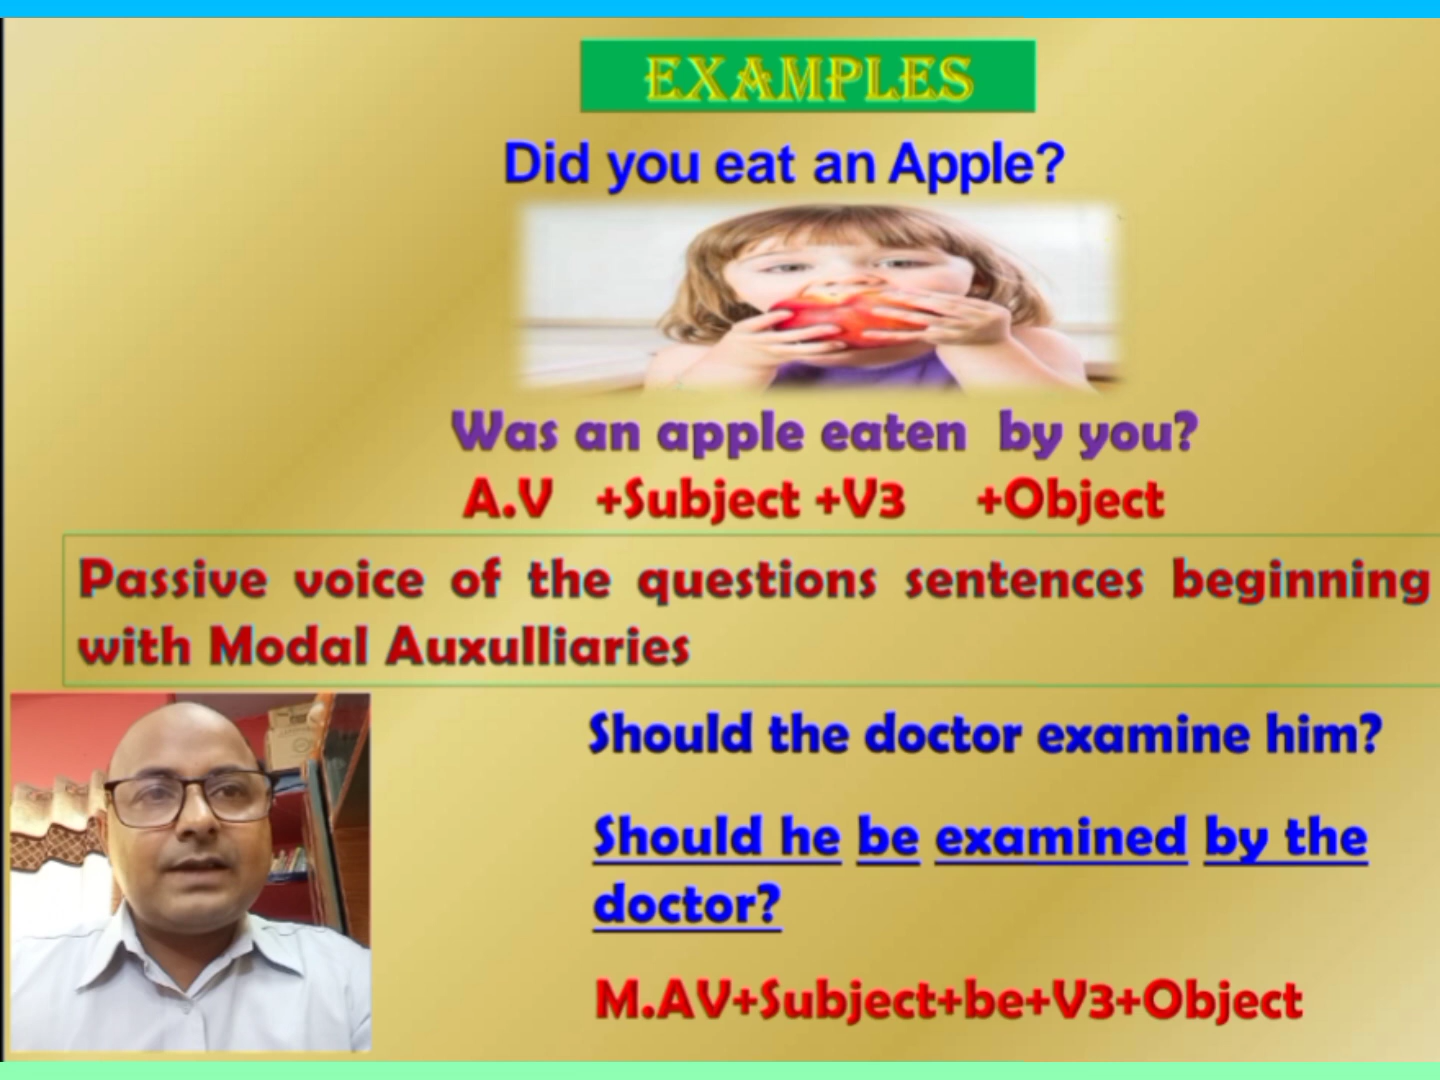 EXAMPLES
Did you eat an Apple?
Was an apple eaten by you?
A.V +Subject +V3 +Object
Passive voice of the questions sentences beginning
with Modal Auxulliaries
Should the doctor examine him?
Should he be examined by the
doctor?
M.AV+Subject+be+V3+Object